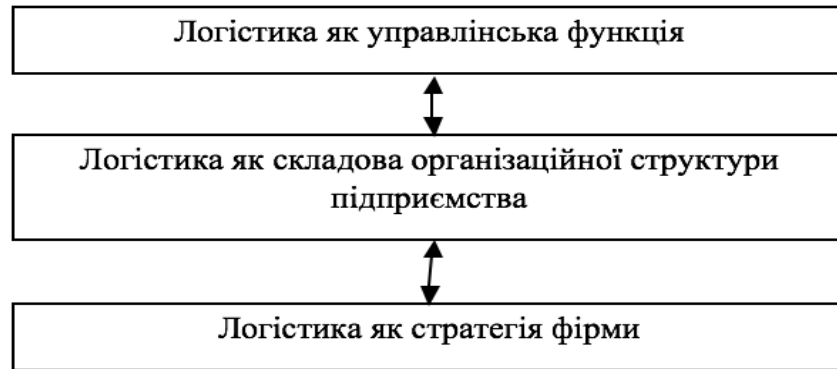 Логістика як управлінська функція
Логістика як складова організаційної структури
підприємства
Логістика як стратегія фірми